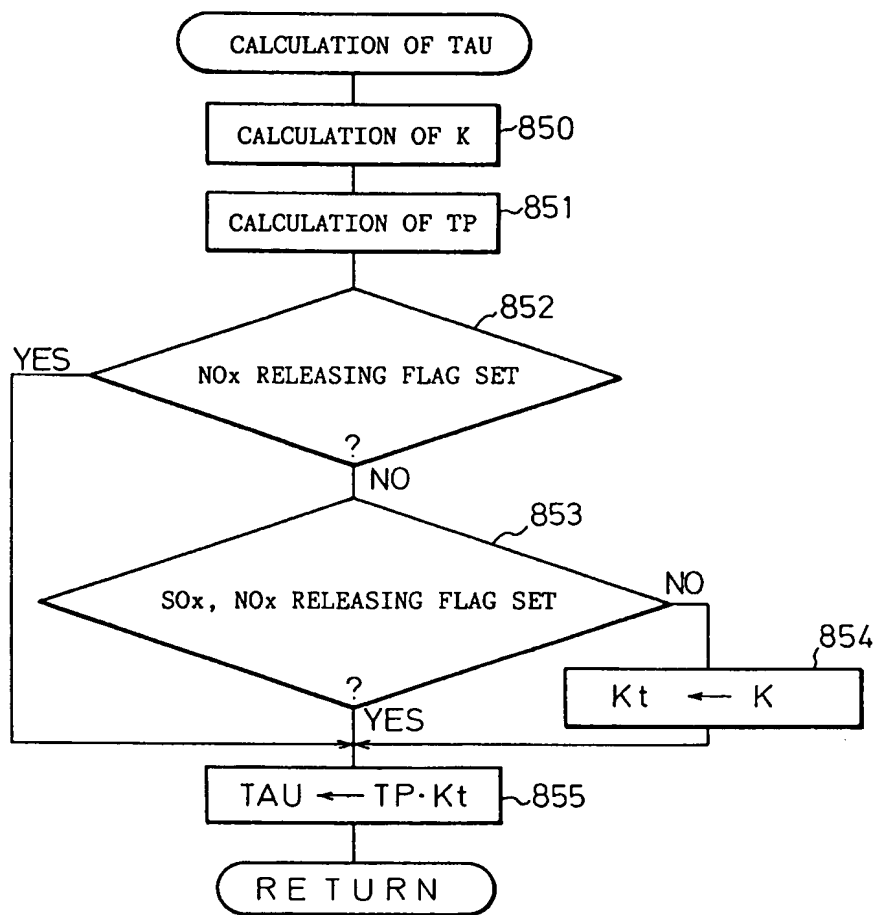 CALCULATION OF TAU
CALCULATION OF K
850
CALCULATION OF TP
851
852
YES
NOx RELEASING FLAG SET
?
NO
853
NO
SOx, NOx RELEASING FLAG SET
?
YES
854
Kt ← K
TAU ← TP·Kt
855
RETURN